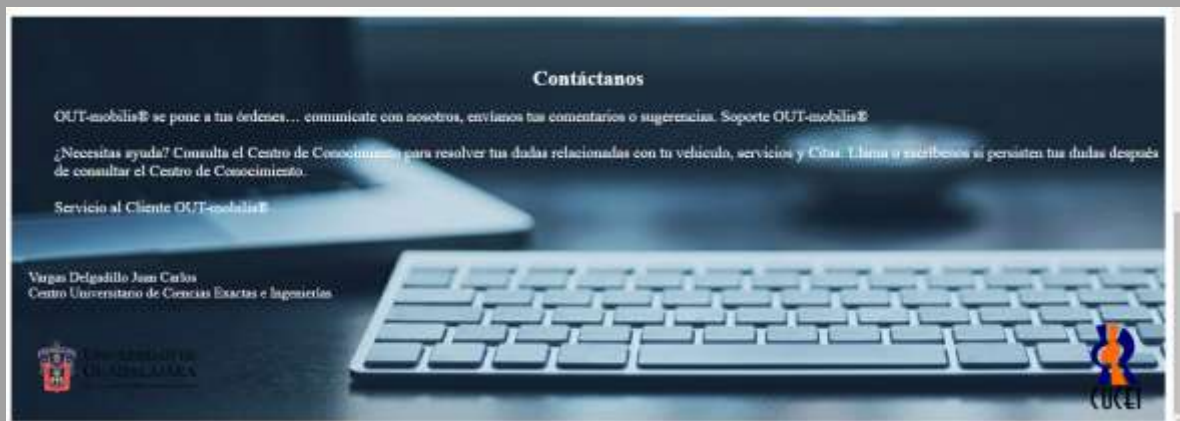 Contáctanos
OUT-mobilis® se pone a tus órdenes… comunícate con nosotros, envíanos tus comentarios o sugerencias. Soporte OUT-mobilis®
¿Necesitas ayuda? Consulta el Centro de Conocimiento para resolver tus dudas relacionadas con tu vehículo, servicios y Citas. Llama o escríbenos si persisten tus dudas después
de consultar el Centro de Conocimiento.
Servicio al Cliente OUT-mobilis®
Vargas Delgadillo Juan Carlos
Centro Universitario de Ciencias Exactas e Ingenierías
UNIVERSIDAD DE
GUADALAJARA
CUCEI